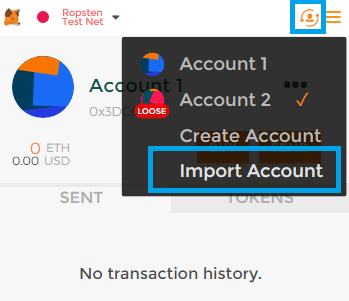 Ropsten
Test Net
Account 1
Account 1
0x3DC
LOOSE
Account 2 ✓
Create Account
Import Account
0 ETH
0.00 USD
SENT
TOKENS
No transaction history.